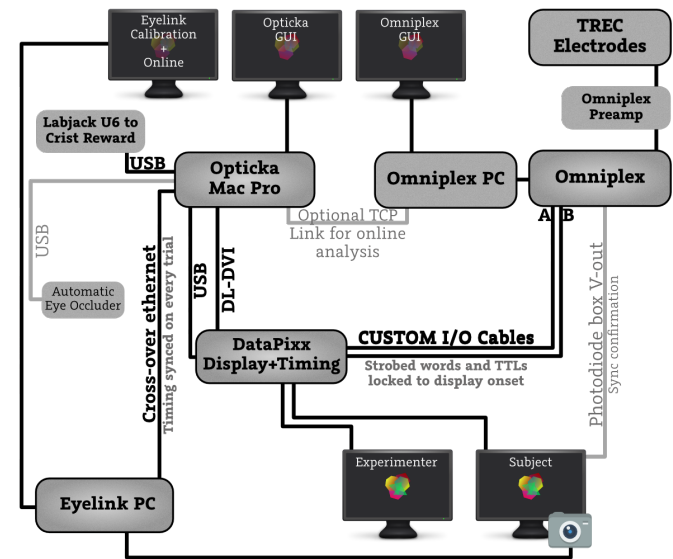 Eyelink
Calibration
+
Online
Opticka
GUI
Omniplex
GUI
TREC
Electrodes
Omniplex
Preamp
Labjack U6 to
Crist Reward
USB
Opticka
Mac Pro
Omniplex PC
Omniplex
A
B
USB
Optional TCP
Link for online
analysis
Automatic
Eye Occluder
Cross-over ethernet
Timing synced on every trial
USB
DL-DVI
DataPixx
Display+Timing
CUSTOM I/O Cables
Strobed words and TTLs
locked to display onset
Photodiode box V-out
Sync confirmation
Experimenter
Subject
Eyelink PC